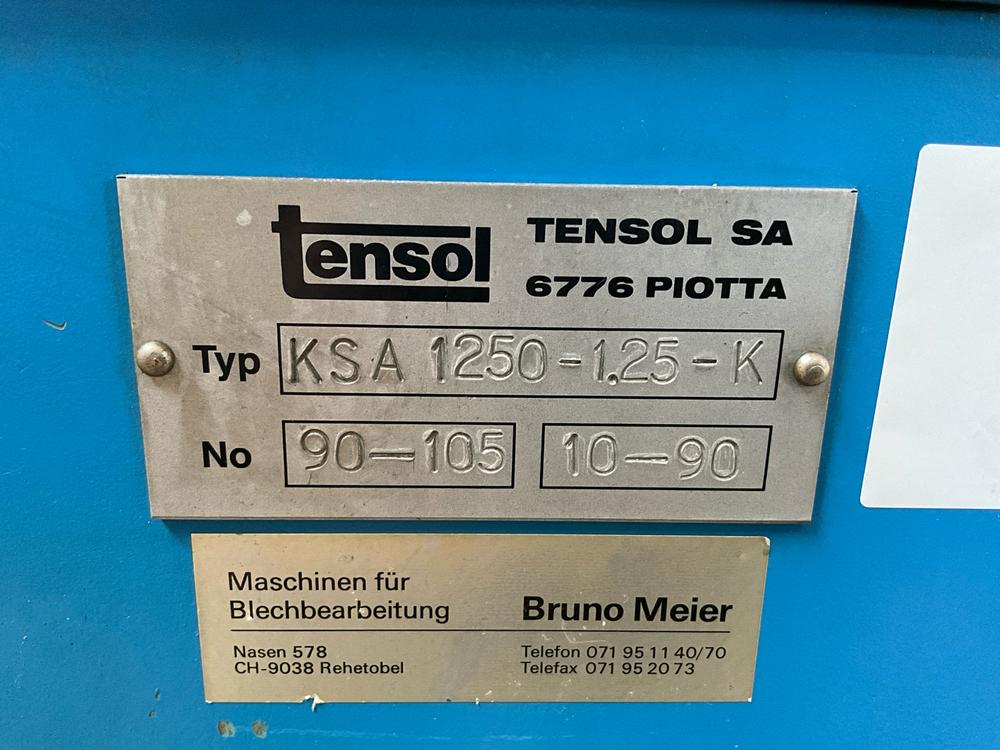 tensol
TENSOL SA
6776 PIOTTA
Typ KSA 1250-1.25-K
No 90-105 10-90
Maschinen für
Blechbearbeitung Bruno Meier
Nasen 578 Telefon 071 95 11 40/70
CH-9038 Rehetobel Telefax 071 95 20 73